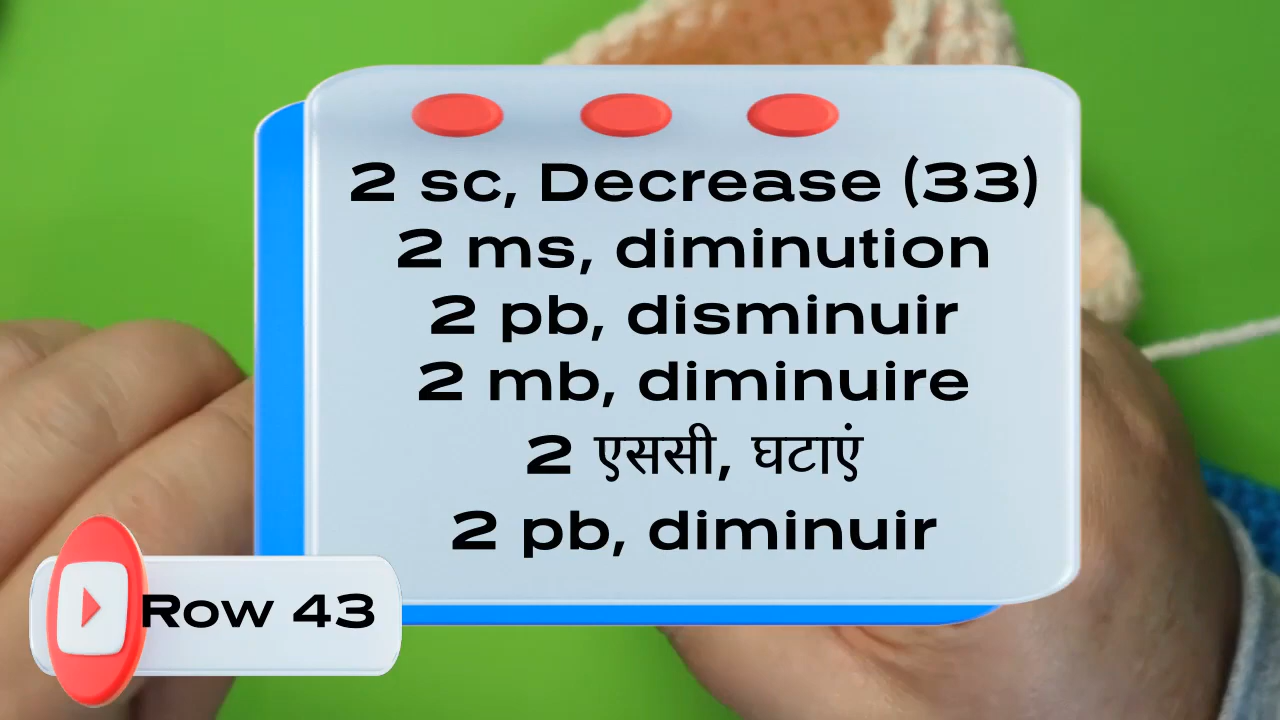 2 sc, Decrease (33)
2 ms, diminution
2 pb, disminuir
2 mb, diminuire
2 एससी, घटाएं
2 pb, diminuir
Row 43